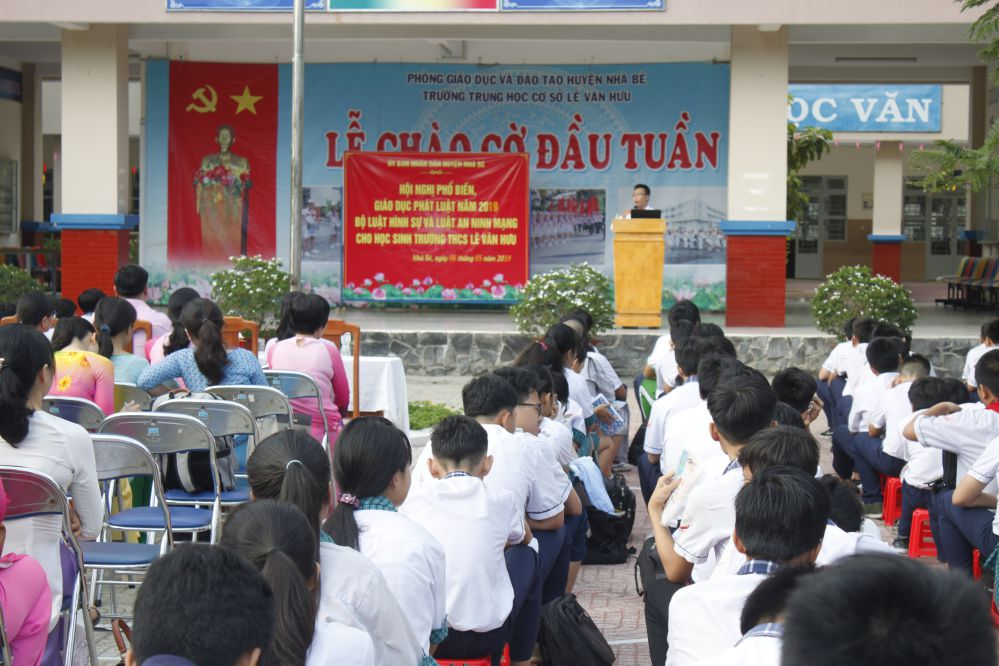 PHÒNG GIÁO DỤC VÀ ĐÀO TẠO HUYỆN NHÀ BÈ
TRƯỜNG TRUNG HỌC CƠ SỞ LÊ VĂN HƯU
LỄ CHÀO CỜ ĐẦU TUẦN
ỦY BAN NHÂN DÂN HUYỆN NHÀ BÈ
HỘI NGHỊ PHỔ BIẾN,
GIÁO DỤC PHÁT LUẬT NĂM 2019
BỘ LUẬT HÌNH SỰ VÀ LUẬT AN NINH MẠNG
CHO HỌC SINH TRƯỜNG THCS LÊ VĂN HƯU
Nhà Bè, ngày 06 tháng 05 năm 2019
HỌC VĂN